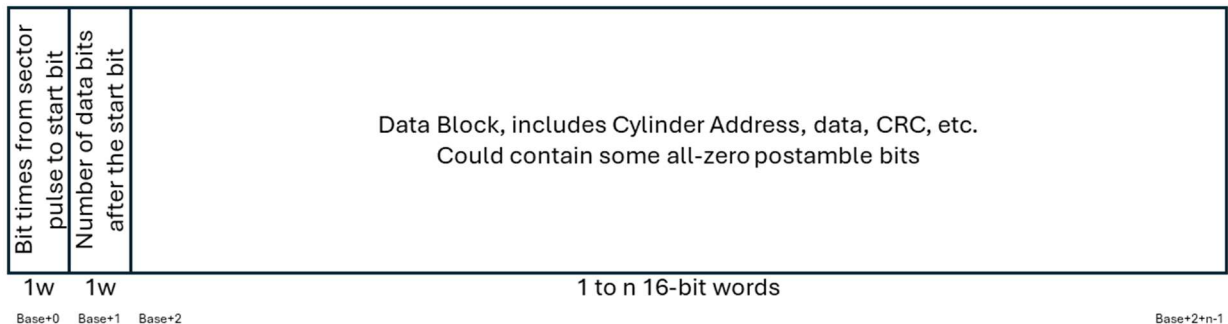 Bit times from sector
pulse to start bit
Number of data bits
after the start bit
Data Block, includes Cylinder Address, data, CRC, etc.
Could contain some all-zero postamble bits
1w 1w 1 to n 16-bit words
Base+0 Base+1 Base+2 Base+2+n-1